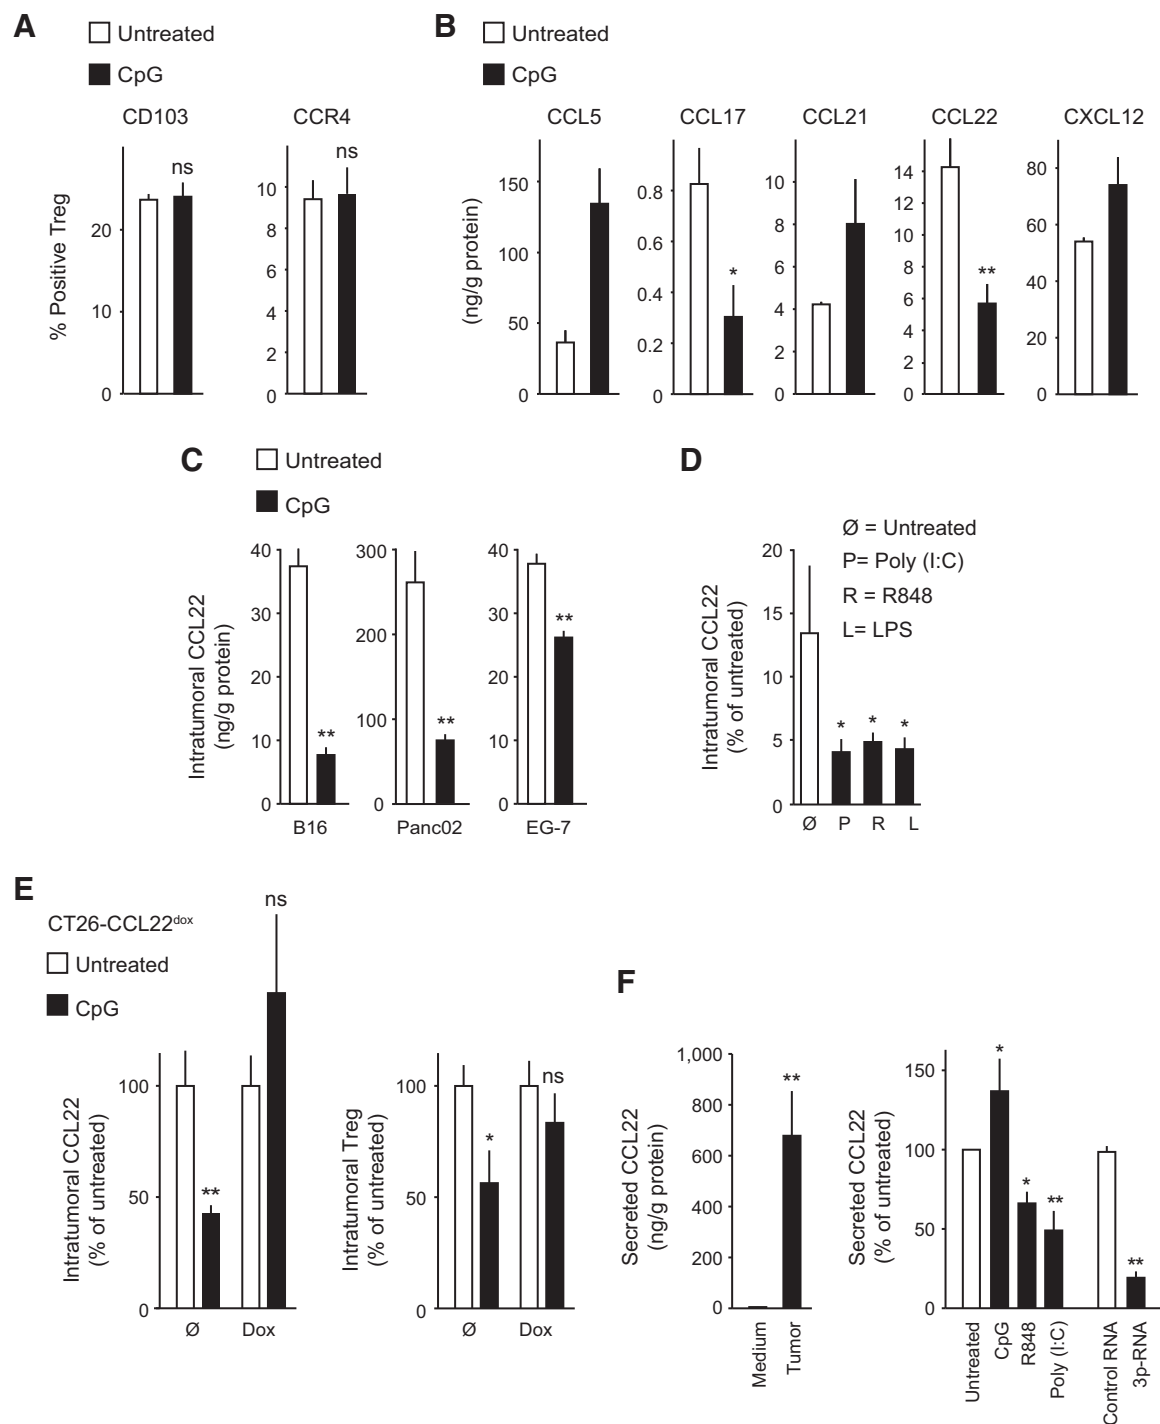 A
Untreated
CpG
CD103
CCR4
% Positive Treg
ns
20
10
0
ns
10
8
6
4
2
0
B
Untreated
CpG
CCL5
CCL17
CCL21
CCL22
CXCL12
(ng/g protein)
150
100
50
0
0.8
0.6
0.4
0.2
0
*
10
8
6
4
2
0
14
12
10
8
6
4
2
0
**
80
60
40
20
0
C
Untreated
CpG
Intratumoral CCL22
(ng/g protein)
40
30
20
10
0
**
B16
300
200
100
0
**
Panc02
40
30
20
10
0
**
EG-7
D
Ø = Untreated
P= Poly (I:C)
R = R848
L= LPS
Intratumoral CCL22
(% of untreated)
20
15
10
5
0
* * *
Ø P R L
E
CT26-CCL22dox
Untreated
CpG
Intratumoral CCL22
(% of untreated)
100
50
0
**
ns
Ø Dox
Intratumoral Treg
(% of untreated)
100
50
0
*
ns
Ø Dox
F
Secreted CCL22
(ng/g protein)
1,000
800
600
400
200
0
**
Medium
Tumor
Secreted CCL22
(% of untreated)
150
100
50
0
*
*
**
**
Untreated
CpG
R848
Poly (I:C)
Control RNA
3p-RNA